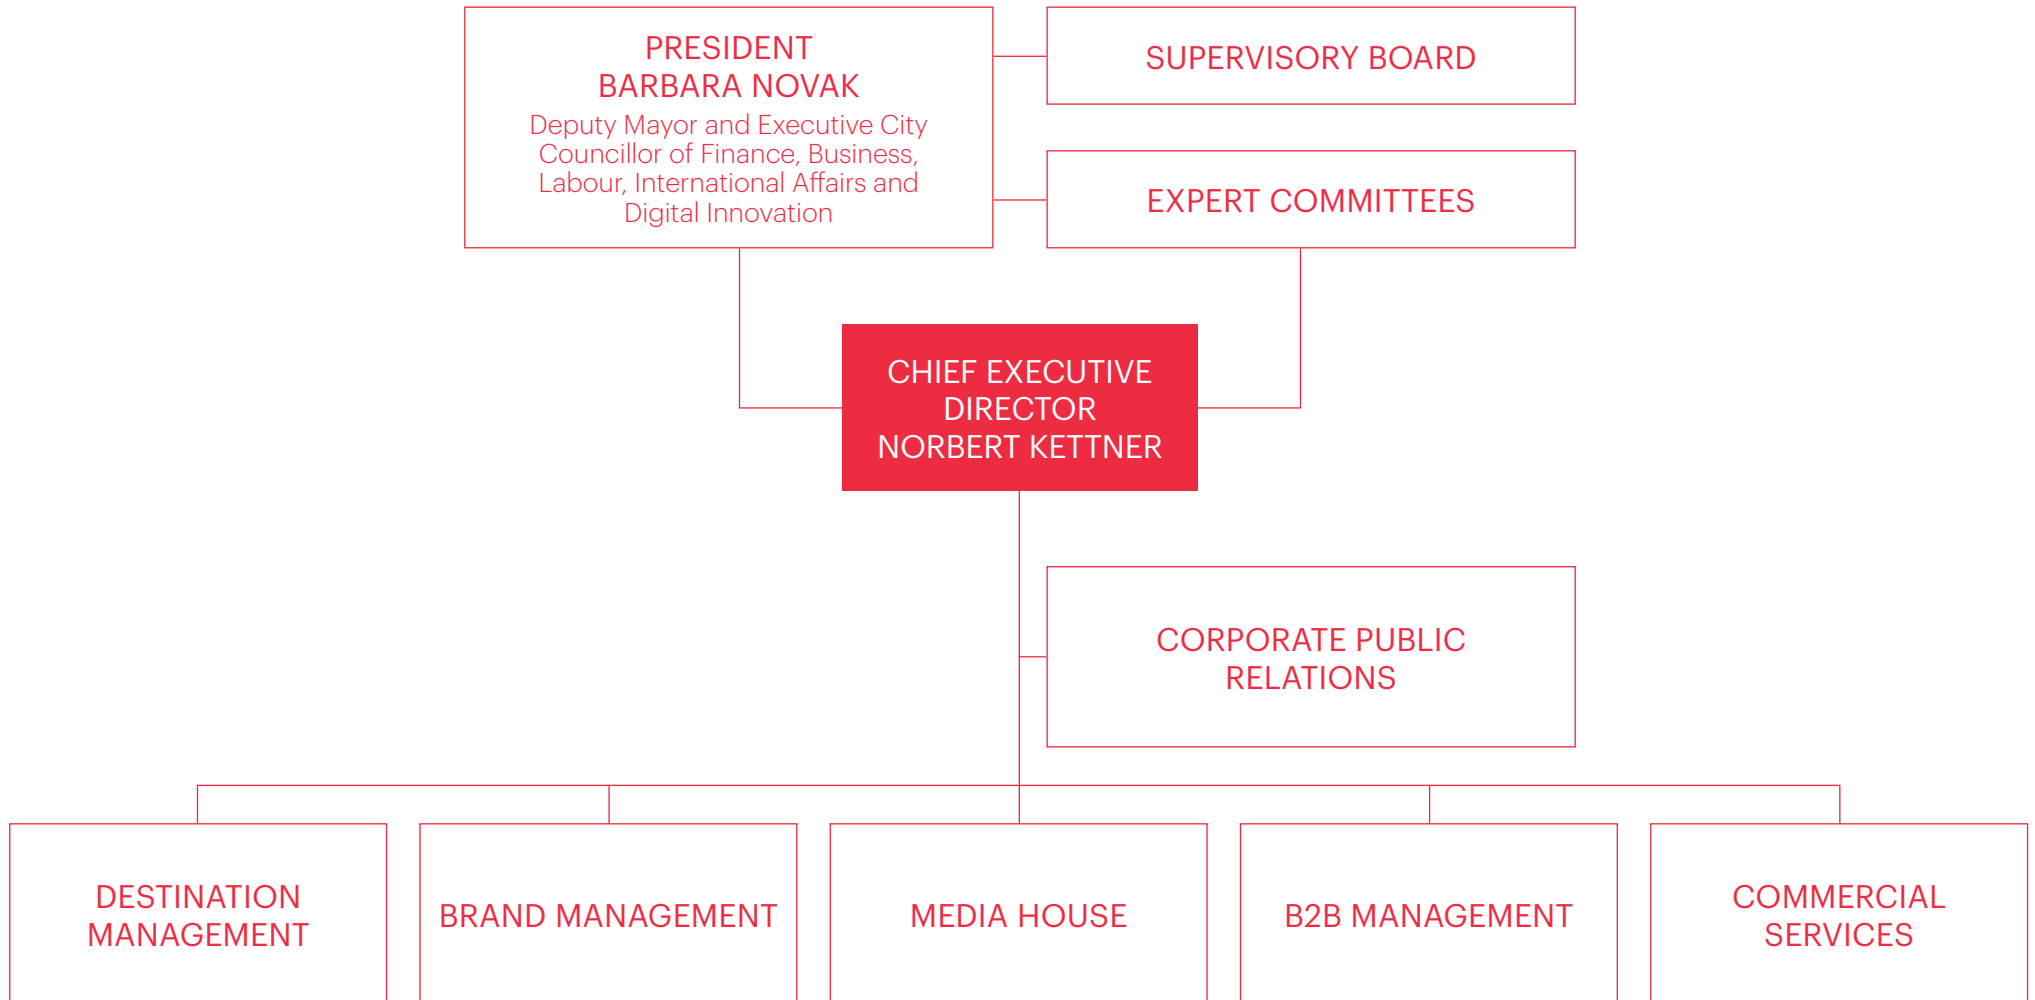 PRESIDENT
BARBARA NOVAK
Deputy Mayor and Executive City
Councillor of Finance, Business,
Labour, International Affairs and
Digital Innovation
SUPERVISORY BOARD
EXPERT COMMITTEES
CHIEF EXECUTIVE
DIRECTOR
NORBERT KETTNER
CORPORATE PUBLIC
RELATIONS
DESTINATION
MANAGEMENT
BRAND MANAGEMENT
MEDIA HOUSE
B2B MANAGEMENT
COMMERCIAL
SERVICES